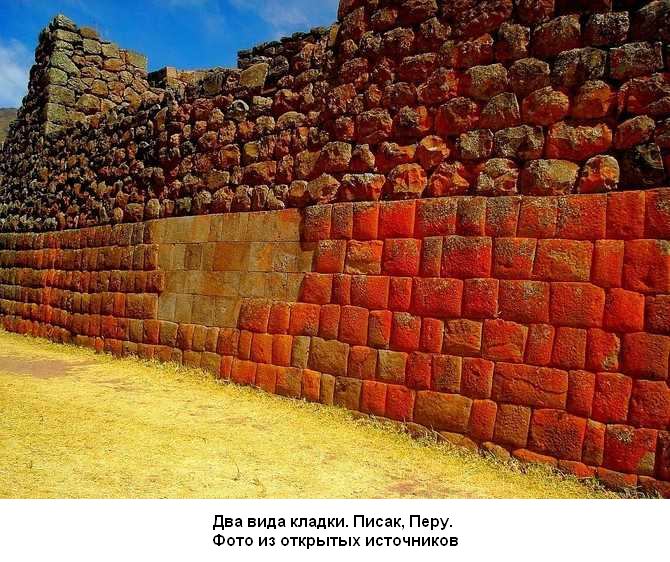 Два вида кладки. Писак, Перу.
Фото из открытых источников